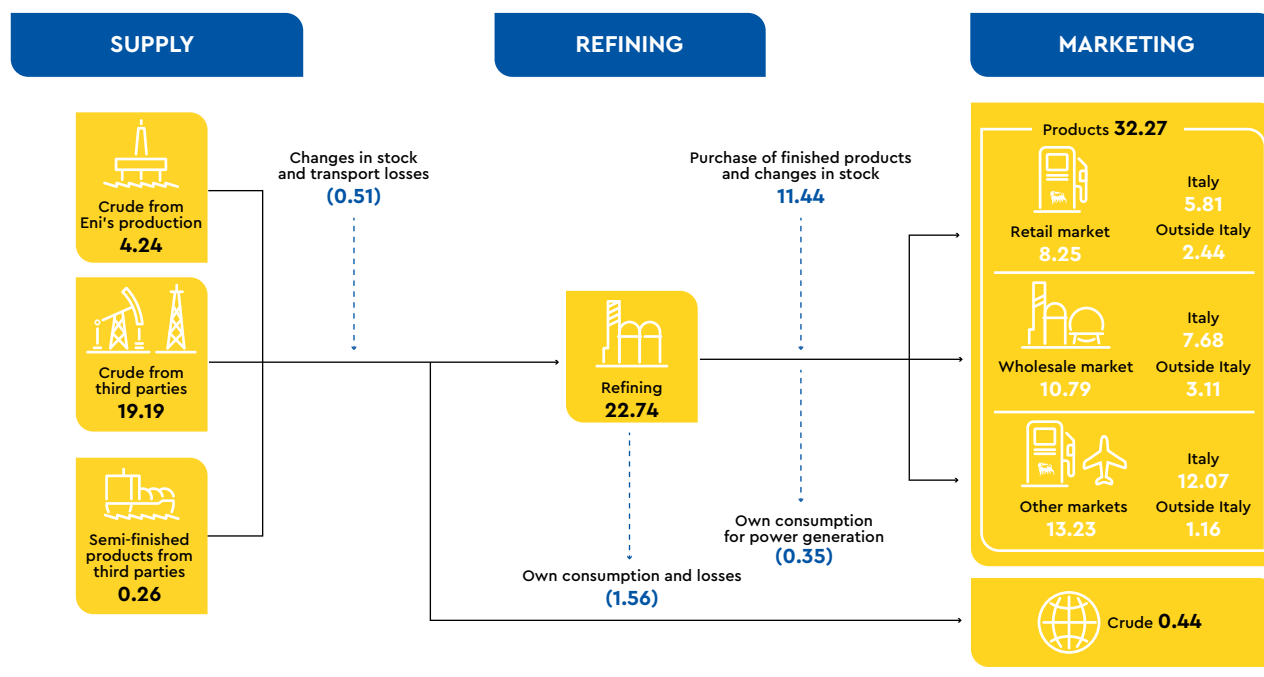 SUPPLY
REFINING
MARKETING
Crude from
Eni's production
4.24
Crude from
third parties
19.19
Semi-finished
products from
third parties
0.26
Changes in stock
and transport losses
(0.51)
Refining
22.74
Own consumption and losses
(1.56)
Purchase of finished products
and changes in stock
11.44
Own consumption
for power generation
(0.35)
Products 32.27
Retail market
8.25
Italy
5.81
Outside Italy
2.44
Wholesale market
10.79
Italy
7.68
Outside Italy
3.11
Other markets
13.23
Italy
12.07
Outside Italy
1.16
Crude 0.44